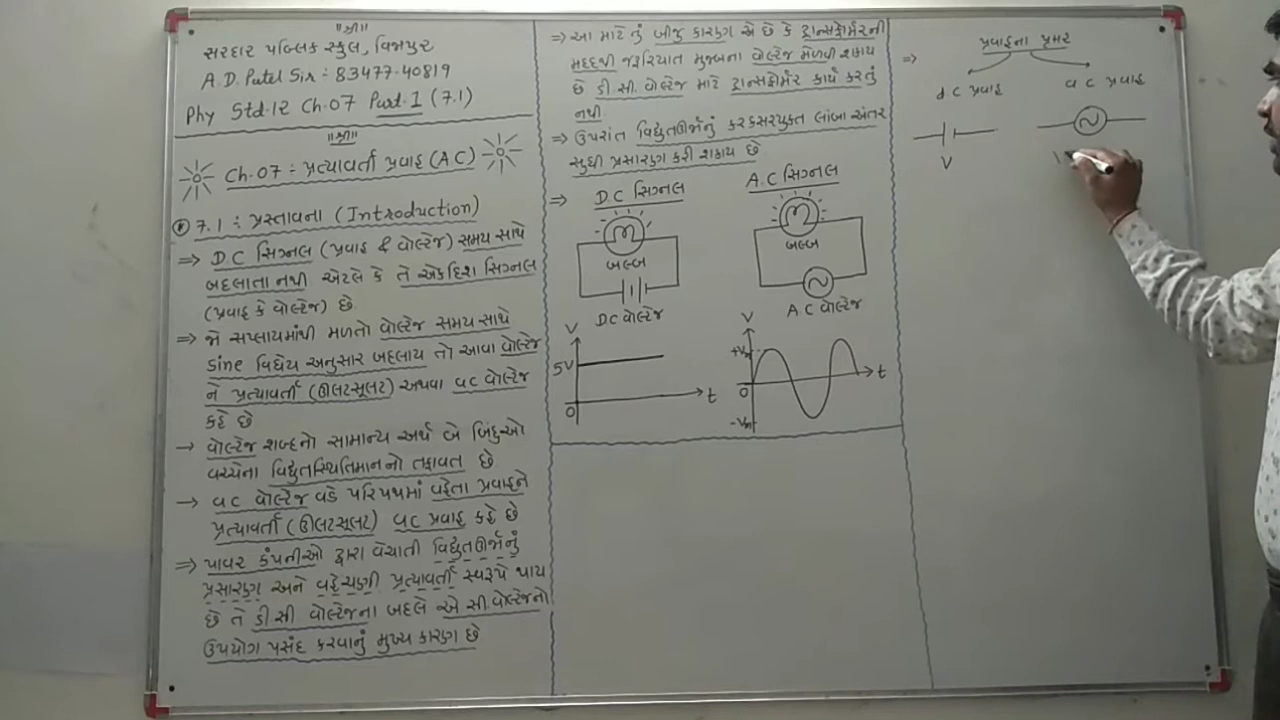 ॥ શ્રી ॥
સરદાર પબ્લિક સ્કુલ, વિજાપુર
A.D. Patel Sir : 83477-40819
Phy Std-12 Ch-07 Part-1 (7.1)
॥ શ્રી ॥
Ch-07 : પ્રત્યાવર્તી પ્રવાહ (AC)
7.1 : પ્રસ્તાવના (Introduction)
⇒ DC સિગ્નલ (પ્રવાહ & વોલ્ટેજ) સમય સાથે
બદલાતા નથી એટલે કે તે એકદિશ સિગ્નલ
(પ્રવાહ કે વોલ્ટેજ) છે.
⇒ જો સપ્લાયમાંથી મળતો વોલ્ટેજ સમય સાથે
sine વિધેય અનુસાર બદલાય તો આવા વોલ્ટેજ
ને પ્રત્યાવર્તી (ઊલટસૂલટ) અથવા ac વોલ્ટેજ
કહે છે
→ વોલ્ટેજ શબ્દનો સામાન્ય અર્થ બે બિંદુઓ
વચ્ચેના વિદ્યુતસ્થિતિમાનનો તફાવત છે
→ ac વોલ્ટેજ વડે પરિપથમાં વહેતા પ્રવાહને
પ્રત્યાવર્તી (ઊલટસૂલટ) ac પ્રવાહ કહે છે
⇒ પાવર કંપનીઓ દ્વારા વેચાતી વિદ્યુતઊર્જાનું
પ્રસારણ અને વહેંચણી પ્રત્યાવર્તી સ્વરૂપે થાય
છે તે ડી સી વોલ્ટેજના બદલે એ સી વોલ્ટેજનો
ઉપયોગ પસંદ કરવાનું મુખ્ય કારણ છે
⇒ આ માટેનું બીજુ કારણ એ છે કે ટ્રાન્સફોર્મરની
મદદથી જરૂરિયાત મુજબના વોલ્ટેજ મેળવી શકાય
છે ડી.સી. વોલ્ટેજ માટે ટ્રાન્સફોર્મર કાર્ય કરતું
નથી
⇒ ઉપરાંત વિદ્યુતઊર્જાનું કરકસરયુક્ત લાંબા અંતર
સુધી પ્રસારણ કરી શકાય છે
⇒ D.C સિગ્નલ
A.C સિગ્નલ
બલ્બ
બલ્બ
DC વોલ્ટેજ
AC વોલ્ટેજ
V
5V
0
t
V
+Vm
0
-Vm
t
⇒ પ્રવાહના પ્રકાર
dc પ્રવાહ
ac પ્રવાહ
V